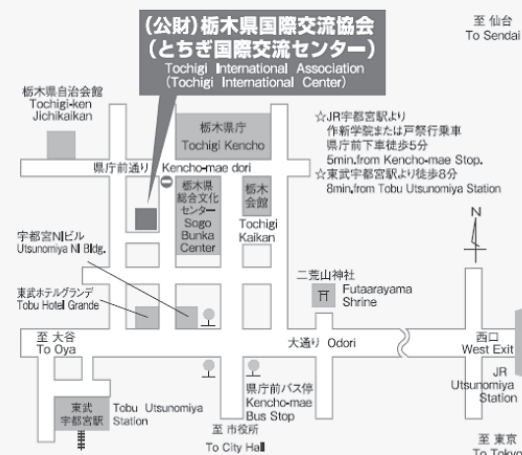 (公財)栃木県国際交流協会
(とちぎ国際交流センター)
Tochigi International Association
(Tochigi International Center)
至 仙台
To Sendai
栃木県自治会館
Tochigi-ken
Jichikaikan
栃木県庁
Tochigi Kencho
☆JR宇都宮駅より
作新学院または戸祭行乗車
県庁前下車徒歩5分
5min.from Kencho-mae Stop.
☆東武宇都宮駅より徒歩8分
8min.from Tobu Utsunomiya Station
県庁前通り Kencho-mae dori
栃木県
総合文化
センター
Sogo
Bunka
Center
栃木
会館
Tochigi
Kaikan
N
宇都宮NIビル
Utsunomiya NI Bldg.
東武ホテルグランデ
Tobu Hotel Grande
二荒山神社
Futaarayama
Shrine
至 大谷
To Oya
大通り Odori
西口
West Exit
JR
Utsunomiya
Station
東武
宇都宮駅
Tobu Utsunomiya
Station
県庁前バス停
Kencho-mae
Bus Stop
至 市役所
To City Hall
至 東京
To Tokyo